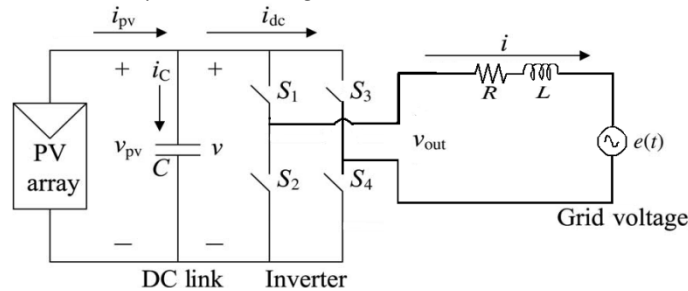 i_pv
i_dc
i
+
i_C
+
S_1
S_3
R
L
PV
array
v_pv
C
v
v_out
e(t)
S_2
S_4
−
−
Grid voltage
DC link
Inverter